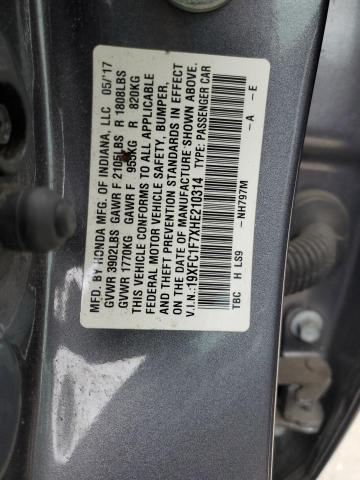 MFD. BY HONDA MFG. OF INDIANA, LLC 05/'17
GVWR 3902LBS GAWR F 2105LBS R 1808LBS
GVWR 1770KG GAWR F 955KG R 820KG
THIS VEHICLE CONFORMS TO ALL APPLICABLE
FEDERAL MOTOR VEHICLE SAFETY, BUMPER,
AND THEFT PREVENTION STANDARDS IN EFFECT
ON THE DATE OF MANUFACTURE SHOWN ABOVE.
V.I.N.:19XFC1F7XHE210314 TYPE: PASSENGER CAR
TBC H LS9 -NH797M -A -E